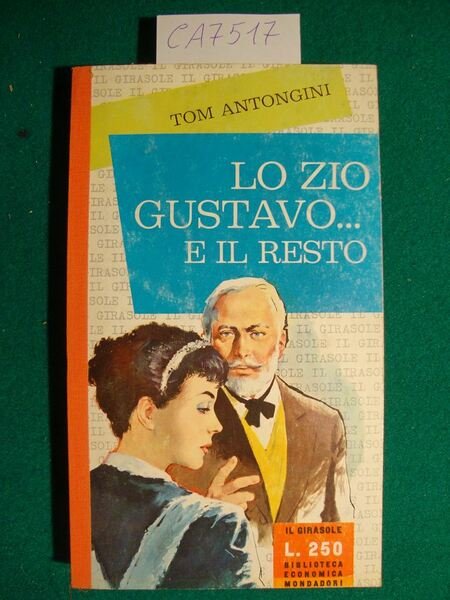 CA7517
TOM ANTONGINI
LO ZIO
GUSTAVO...
E IL RESTO
IL GIRASOLE
L. 250
BIBLIOTECA
ECONOMICA
MONDADORI